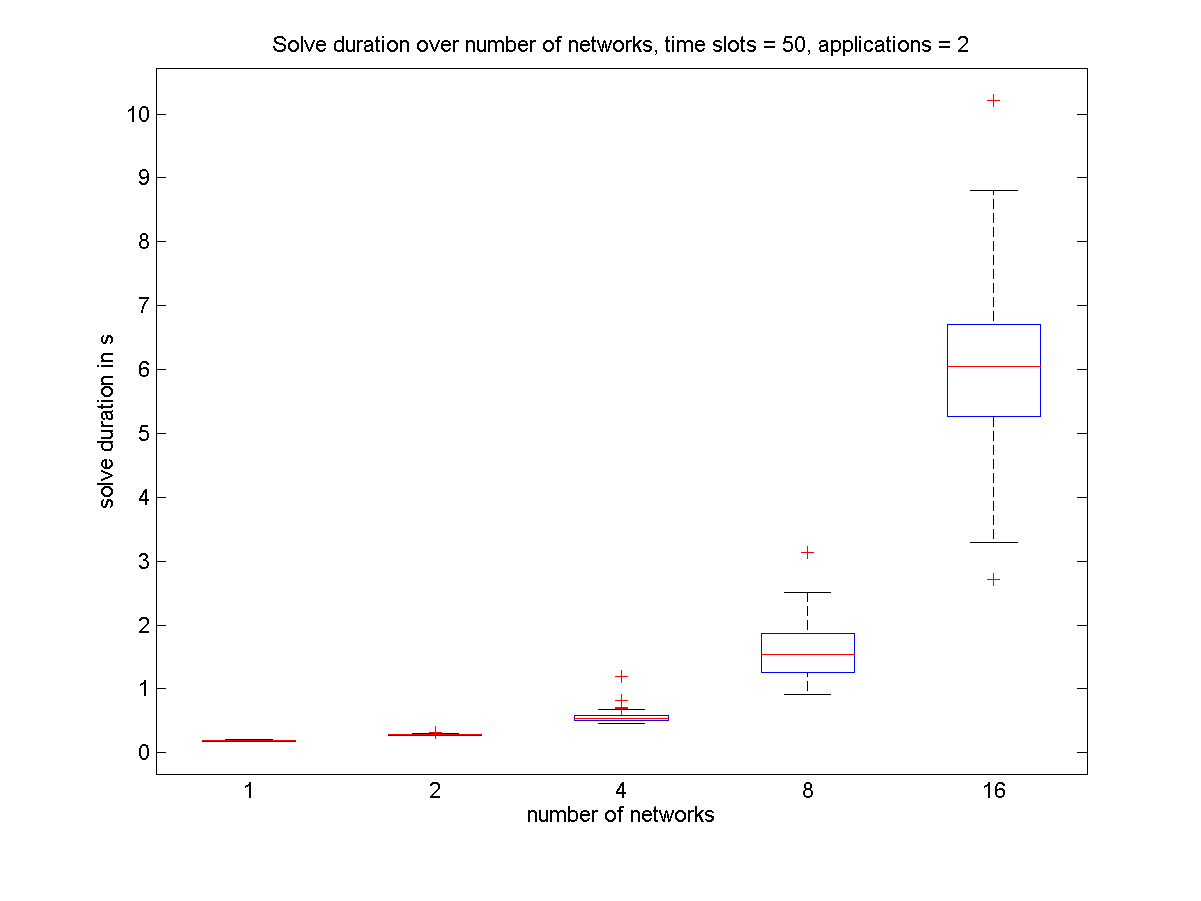 Solve duration over number of networks, time slots = 50, applications = 2
10
9
8
7
6
5
4
3
2
1
0
solve duration in s
1 2 4 8 16
number of networks